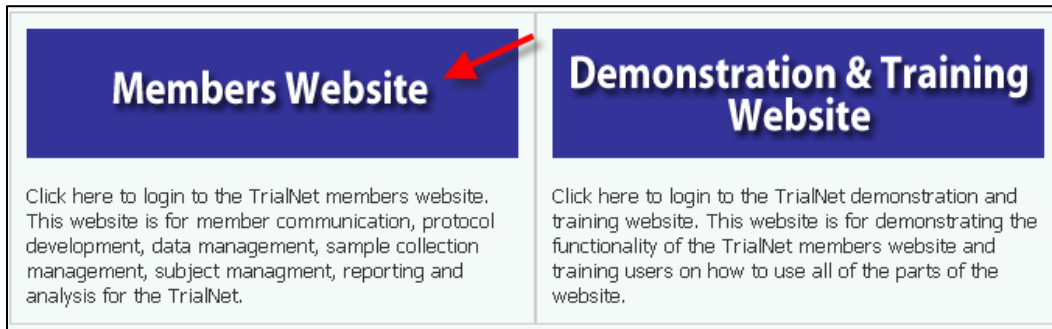 Members Website
Click here to login to the TrialNet members website.
This website is for member communication, protocol
development, data management, sample collection
management, subject managment, reporting and
analysis for the TrialNet.
Demonstration & Training
Website
Click here to login to the TrialNet demonstration and
training website. This website is for demonstrating the
functionality of the TrialNet members website and
training users on how to use all of the parts of the
website.